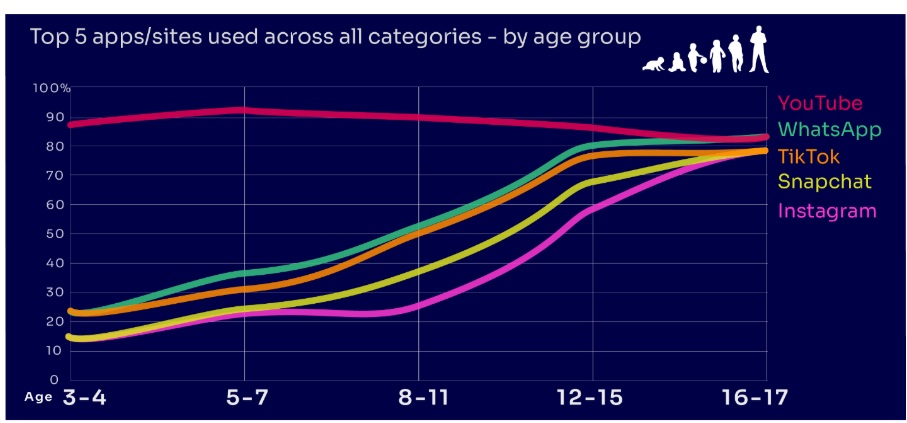 Top 5 apps/sites used across all categories - by age group
100%
90
80
70
60
50
40
30
20
10
0
YouTube
WhatsApp
TikTok
Snapchat
Instagram
Age 3-4 5-7 8-11 12-15 16-17